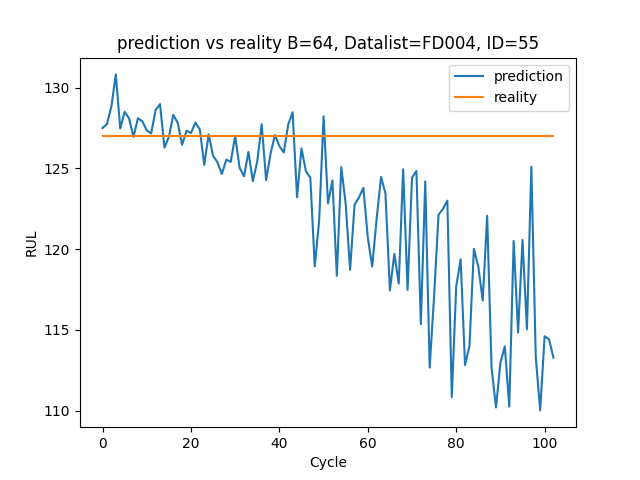 prediction vs reality B=64, Datalist=FD004, ID=55
prediction
reality
130
125
120
115
110
RUL
0 20 40 60 80 100
Cycle